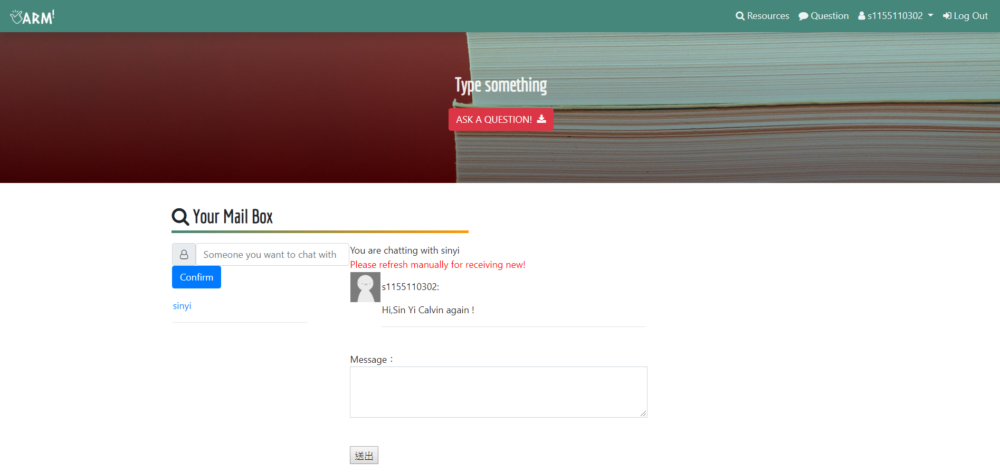 ARM!
Resources Question s1155110302 Log Out
Type something
ASK A QUESTION!
Your Mail Box
Someone you want to chat with
Confirm
sinyi
You are chatting with sinyi
Please refresh manually for receiving new!
s1155110302:
Hi,Sin Yi Calvin again !
Message：
送出